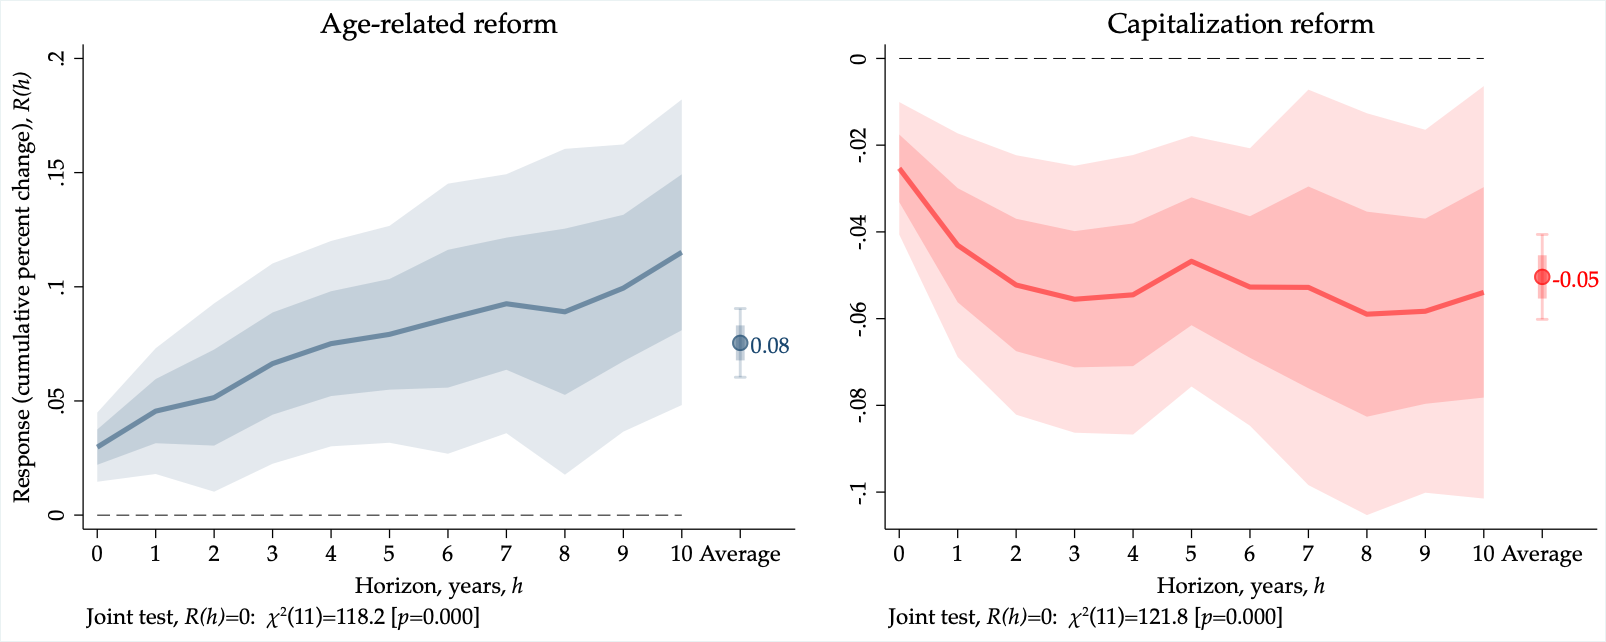 Age-related reform
Response (cumulative percent change), R(h)
.2
.15
.1
.05
0
0 1 2 3 4 5 6 7 8 9 10 Average
0.08
Horizon, years, h
Joint test, R(h)=0: χ²(11)=118.2 [p=0.000]
Capitalization reform
0
-.02
-.04
-.06
-.08
-.1
0 1 2 3 4 5 6 7 8 9 10 Average
-0.05
Horizon, years, h
Joint test, R(h)=0: χ²(11)=121.8 [p=0.000]